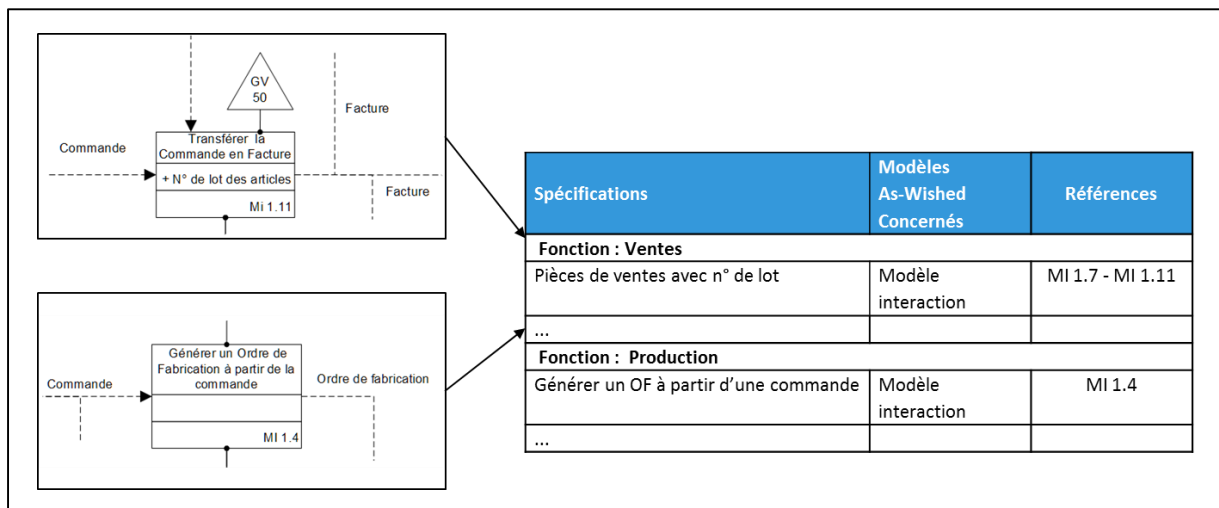 GV
50
Facture
Commande
Transférer la
Commande en Facture
+ N° de lot des articles
Facture
Mi 1.11
Générer un Ordre de
Fabrication à partir de la
commande
Commande
Ordre de fabrication
MI 1.4
Spécifications
Modèles
As-Wished
Concernés
Références
Fonction : Ventes
Pièces de ventes avec n° de lot
Modèle
interaction
MI 1.7 - MI 1.11
...
Fonction :  Production
Générer un OF à partir d'une commande
Modèle
interaction
MI 1.4
...